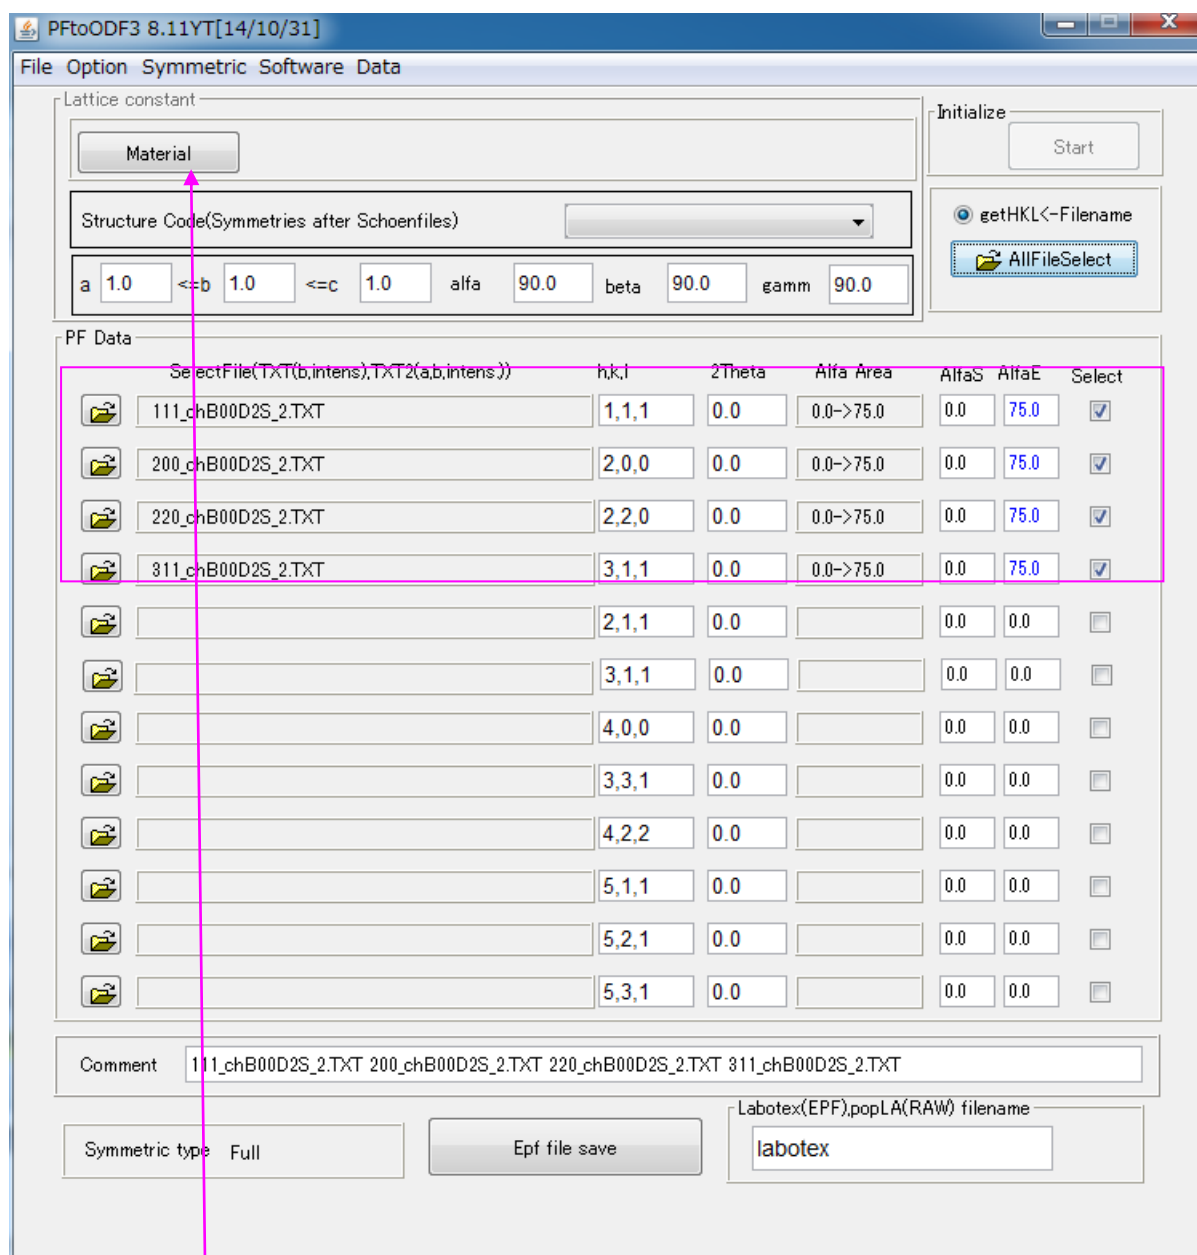 PFtoODF3 8.11YT[14/10/31]
File Option Symmetric Software Data
Lattice constant
Initialize
Material
Start
Structure Code(Symmetries after Schoenfiles)
getHKL<-Filename
AllFileSelect
a 1.0 <=b 1.0 <=c 1.0 alfa 90.0 beta 90.0 gamm 90.0
PF Data
SelectFile(TXT(b,intens),TXT2(a,b,intens.)) h,k,l 2Theta Alfa Area AlfaS AlfaE Select
111_chB00D2S_2.TXT 1,1,1 0.0 0.0->75.0 0.0 75.0
200_chB00D2S_2.TXT 2,0,0 0.0 0.0->75.0 0.0 75.0
220_chB00D2S_2.TXT 2,2,0 0.0 0.0->75.0 0.0 75.0
311_chB00D2S_2.TXT 3,1,1 0.0 0.0->75.0 0.0 75.0
2,1,1 0.0 0.0 0.0
3,1,1 0.0 0.0 0.0
4,0,0 0.0 0.0 0.0
3,3,1 0.0 0.0 0.0
4,2,2 0.0 0.0 0.0
5,1,1 0.0 0.0 0.0
5,2,1 0.0 0.0 0.0
5,3,1 0.0 0.0 0.0
Comment 111_chB00D2S_2.TXT 200_chB00D2S_2.TXT 220_chB00D2S_2.TXT 311_chB00D2S_2.TXT
Labotex(EPF),popLA(RAW) filename
Symmetric type Full
Epf file save
labotex